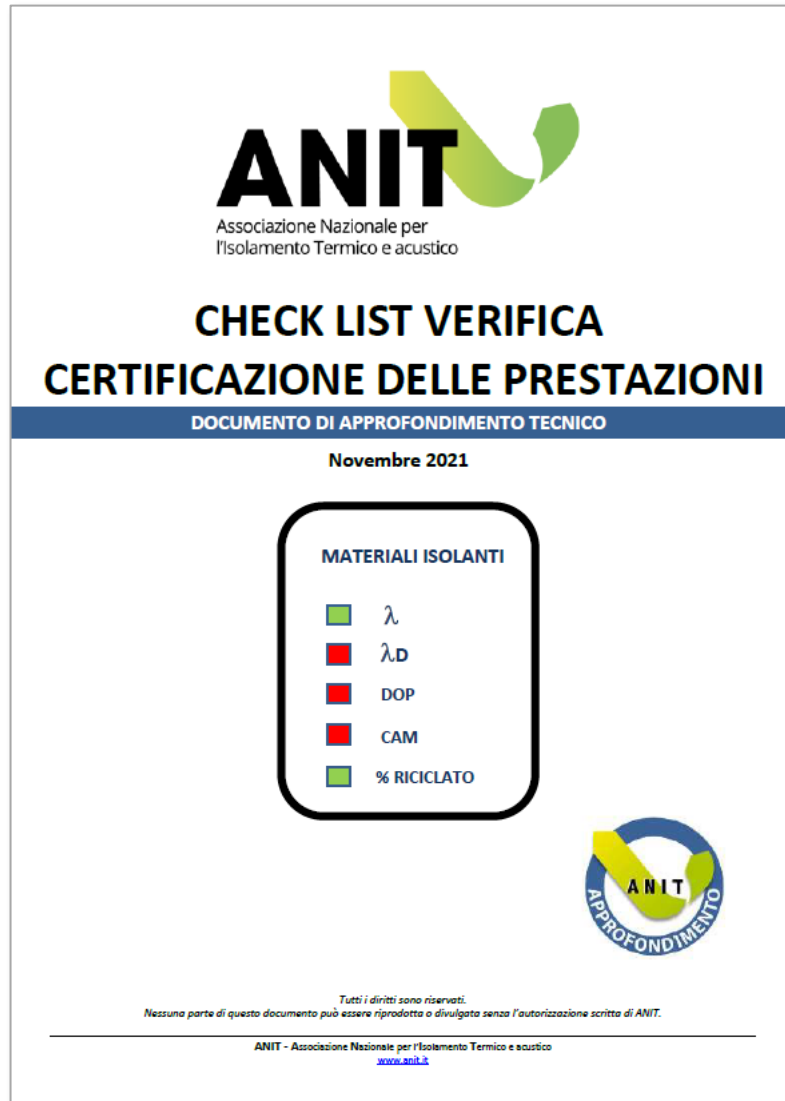 ANIT
Associazione Nazionale per
l'Isolamento Termico e acustico
CHECK LIST VERIFICA
CERTIFICAZIONE DELLE PRESTAZIONI
DOCUMENTO DI APPROFONDIMENTO TECNICO
Novembre 2021
MATERIALI ISOLANTI
λ
λD
DOP
CAM
% RICICLATO
ANIT
APPROFONDIMENTO
Tutti i diritti sono riservati.
Nessuna parte di questo documento può essere riprodotta o divulgata senza l'autorizzazione scritta di ANIT.
ANIT - Associazione Nazionale per l'Isolamento Termico e acustico
www.anit.it